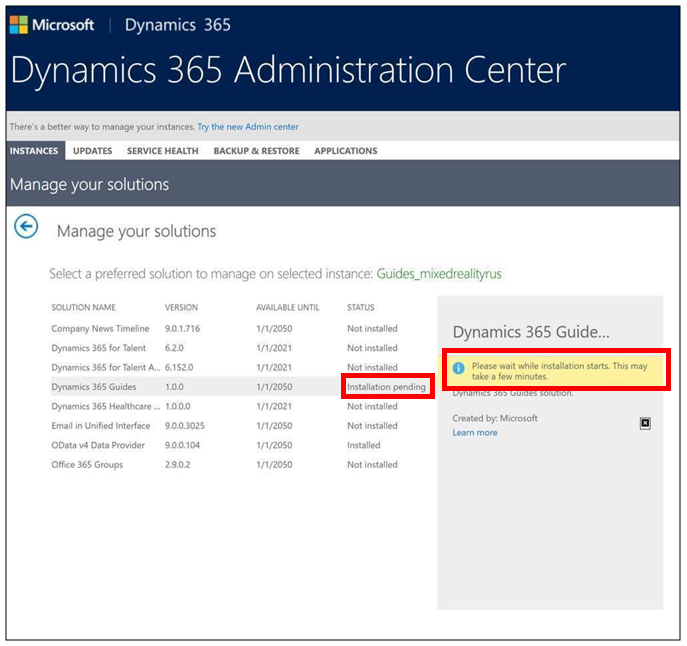 Microsoft | Dynamics 365
Dynamics 365 Administration Center
There's a better way to manage your instances. Try the new Admin center
INSTANCES UPDATES SERVICE HEALTH BACKUP & RESTORE APPLICATIONS
Manage your solutions
Manage your solutions
Select a preferred solution to manage on selected instance: Guides_mixedrealityrus
SOLUTION NAME VERSION AVAILABLE UNTIL STATUS
Company News Timeline 9.0.1.716 1/1/2050 Not installed
Dynamics 365 for Talent 6.2.0 1/1/2021 Not installed
Dynamics 365 for Talent A... 6.152.0 1/1/2021 Not installed
Dynamics 365 Guides 1.0.0 1/1/2050 Installation pending
Dynamics 365 Healthcare ... 1.0.0.0 1/1/2021 Not installed
Email in Unified Interface 9.0.0.3025 1/1/2050 Not installed
OData v4 Data Provider 9.0.0.104 1/1/2050 Installed
Office 365 Groups 2.9.0.2 1/1/2050 Not installed
Dynamics 365 Guide...
Please wait while installation starts. This may
take a few minutes.
Dynamics 365 Guides solution.
Created by: Microsoft
Learn more